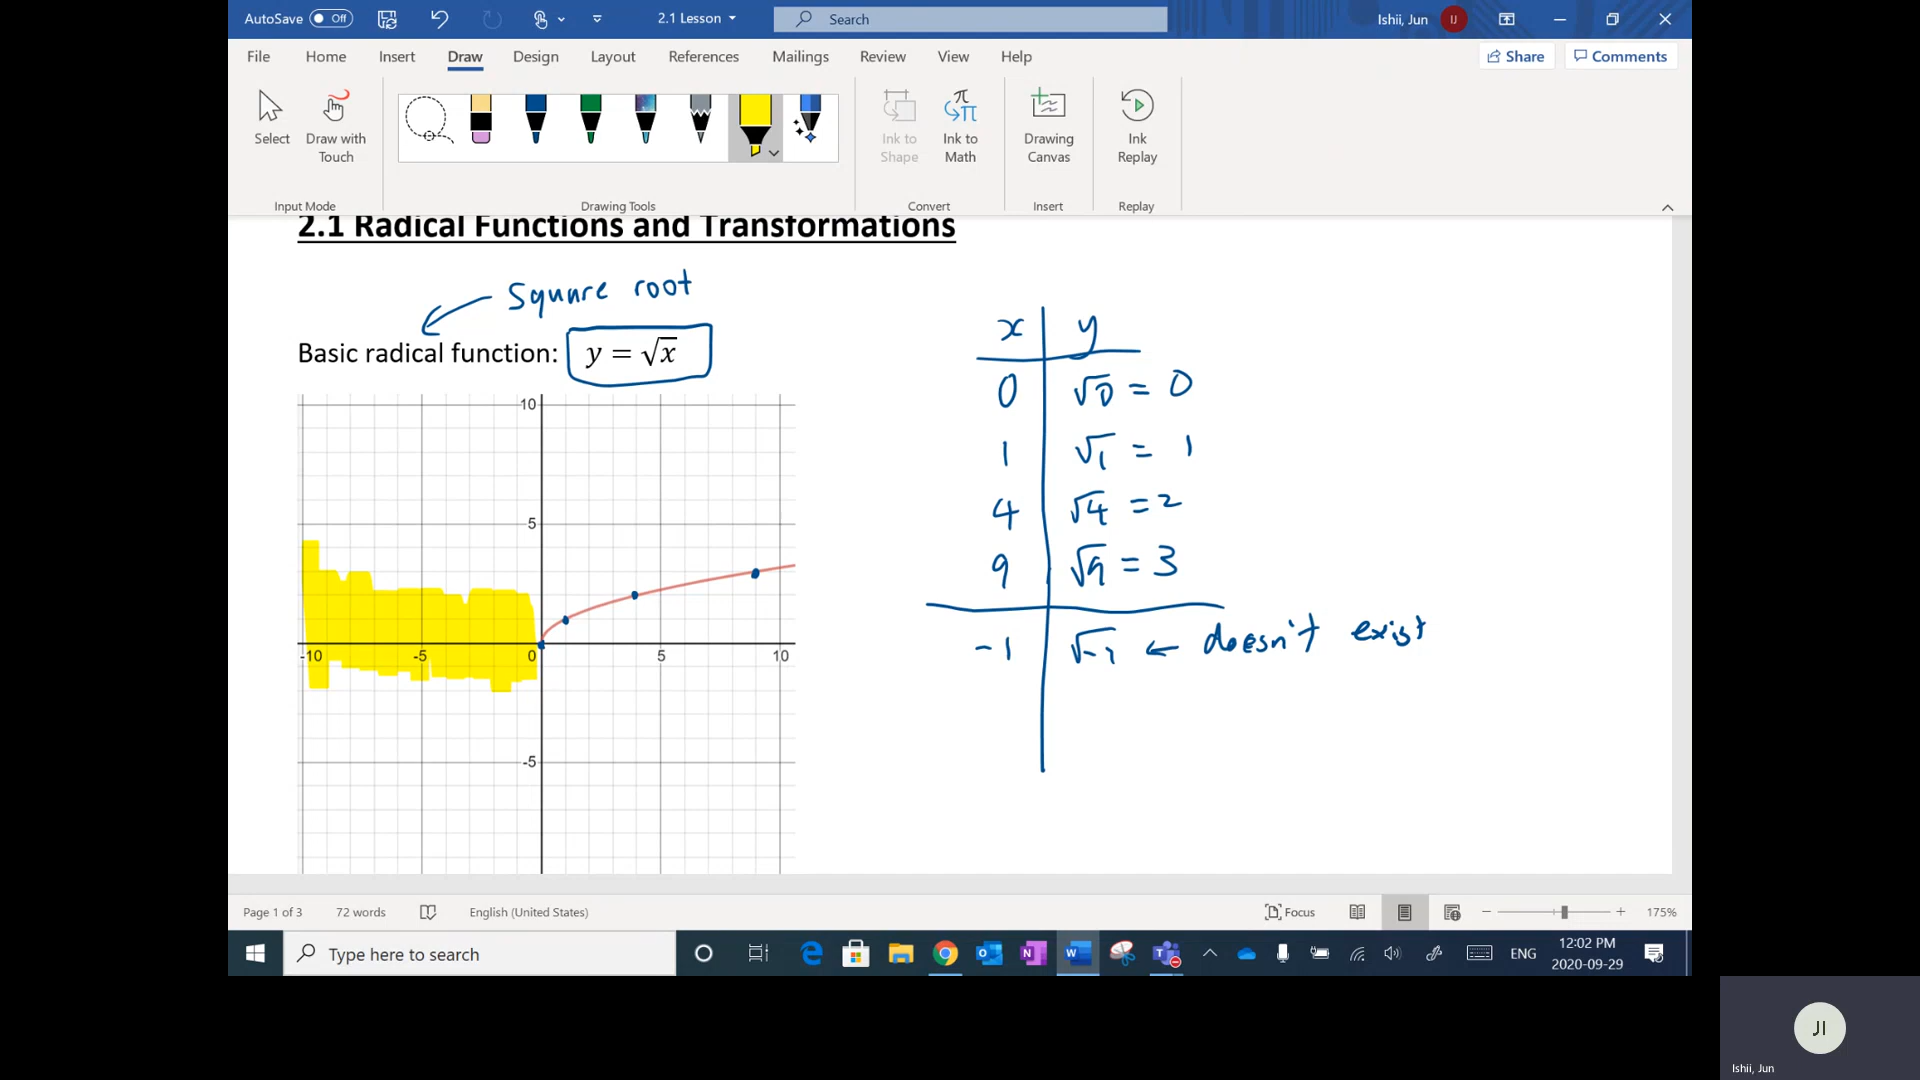 AutoSave Off 2.1 Lesson Search Ishii, Jun IJ
File Home Insert Draw Design Layout References Mailings Review View Help Share Comments
Select Draw with Touch Ink to Shape Ink to Math Drawing Canvas Ink Replay
Input Mode Drawing Tools Convert Insert Replay
2.1 Radical Functions and Transformations
Square root
Basic radical function: y = √x
x y
0 √0 = 0
1 √1 = 1
4 √4 = 2
9 √9 = 3
-1 √-1 ← doesn't exist
10
5
-10 -5 0 5 10
-5
Page 1 of 3 72 words English (United States) Focus 175%
Type here to search ENG 12:02 PM
2020-09-29
JI
Ishii, Jun